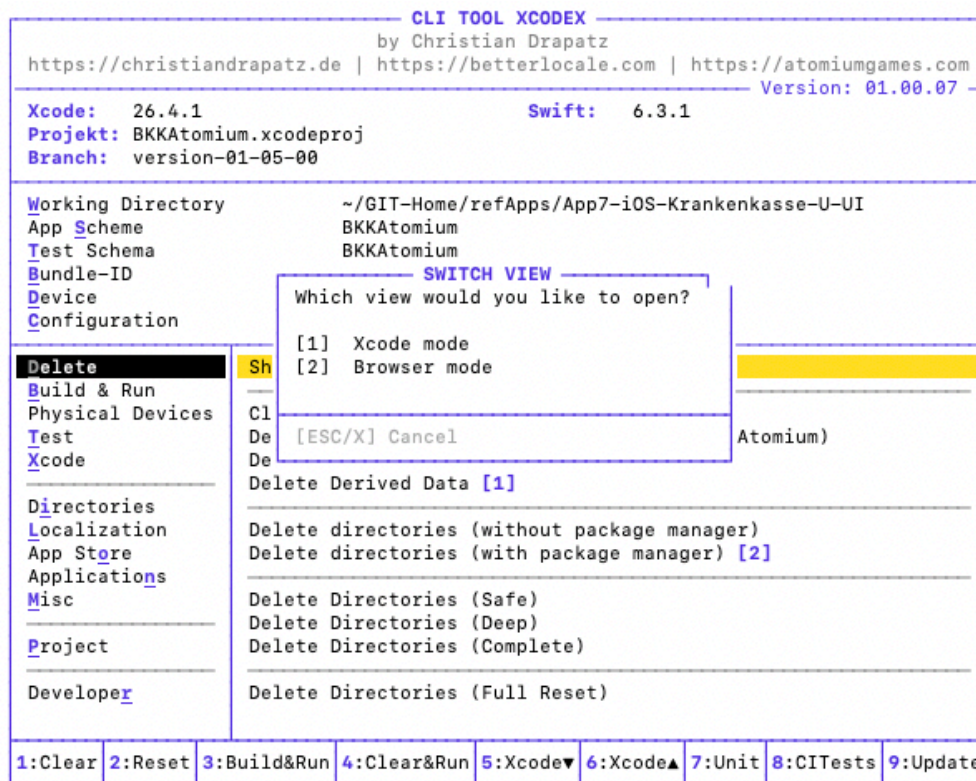 CLI TOOL XCODEX
by Christian Drapatz
https://christiandrapatz.de | https://betterlocale.com | https://atomiumgames.com
Version: 01.00.07
Xcode: 26.4.1 Swift: 6.3.1
Projekt: BKKAtomium.xcodeproj
Branch: version-01-05-00
Working Directory ~/GIT-Home/refApps/App7-iOS-Krankenkasse-U-UI
App Scheme BKKAtomium
Test Schema BKKAtomium
Bundle-ID
Device
Configuration
SWITCH VIEW
Which view would you like to open?
[1] Xcode mode
[2] Browser mode
[ESC/X] Cancel
Delete
Build & Run
Physical Devices
Test
Xcode
Directories
Localization
App Store
Applications
Misc
Project
Developer
Sh
Cl
De Atomium)
De
Delete Derived Data [1]
Delete directories (without package manager)
Delete directories (with package manager) [2]
Delete Directories (Safe)
Delete Directories (Deep)
Delete Directories (Complete)
Delete Directories (Full Reset)
1:Clear 2:Reset 3:Build&Run 4:Clear&Run 5:Xcode▼ 6:Xcode▲ 7:Unit 8:CITests 9:Update